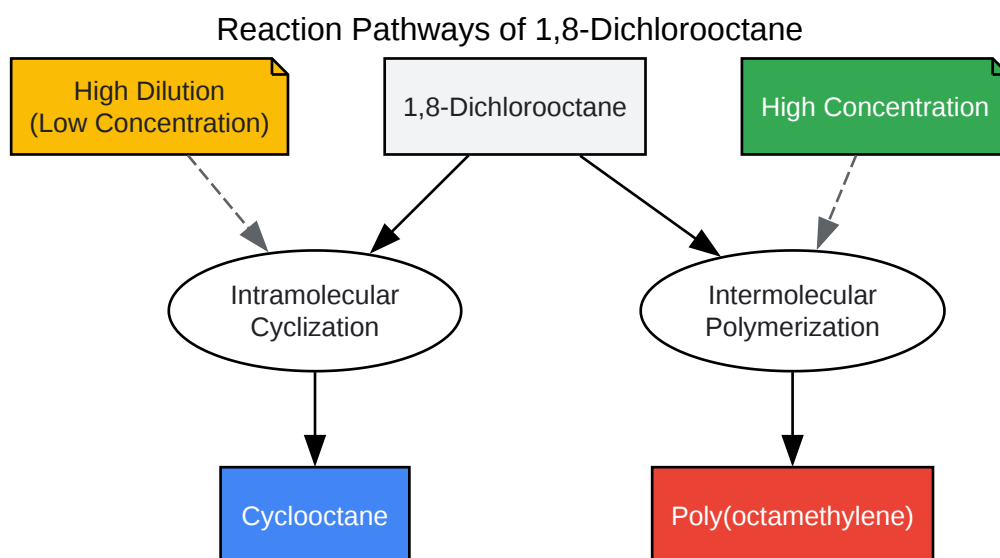 Reaction Pathways of 1,8-Dichlorooctane
High Dilution
(Low Concentration)
1,8-Dichlorooctane
High Concentration
Intramolecular
Cyclization
Intermolecular
Polymerization
Cyclooctane
Poly(octamethylene)